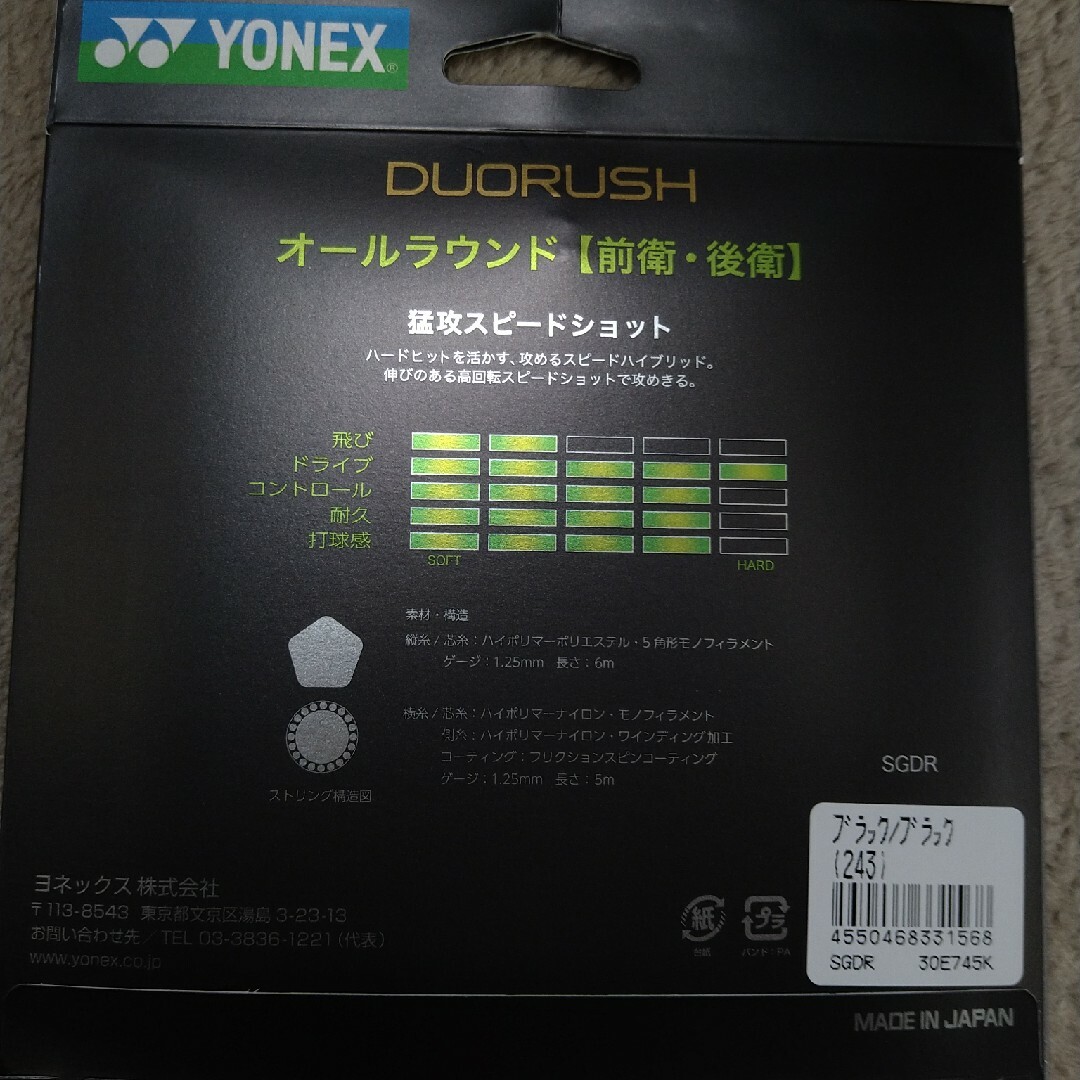 YONEX®
DUORUSH
オールラウンド【前衛・後衛】
猛攻スピードショット
ハードヒットを活かす、攻めるスピードハイブリッド。
伸びのある高回転スピードショットで攻めきる。
飛び
ドライブ
コントロール
耐久
打球感
SOFT HARD
素材・構造
縦糸/芯糸：ハイポリマーポリエステル・5角形モノフィラメント
ゲージ：1.25mm 長さ：6m
横糸/芯糸：ハイポリマーナイロン・モノフィラメント
側糸：ハイポリマーナイロン・ワインディング加工
コーティング：フリクションスピンコーティング
ゲージ：1.25mm 長さ：5m
ストリング構造図
SGDR
ブラック/ブラック
(243)
4550468331568
SGDR 30E745K
ヨネックス株式会社
〒113-8543 東京都文京区湯島3-23-13
お問い合わせ先／TEL 03-3836-1221（代表）
www.yonex.co.jp
紙
台紙
プラ
バンド：PA
MADE IN JAPAN